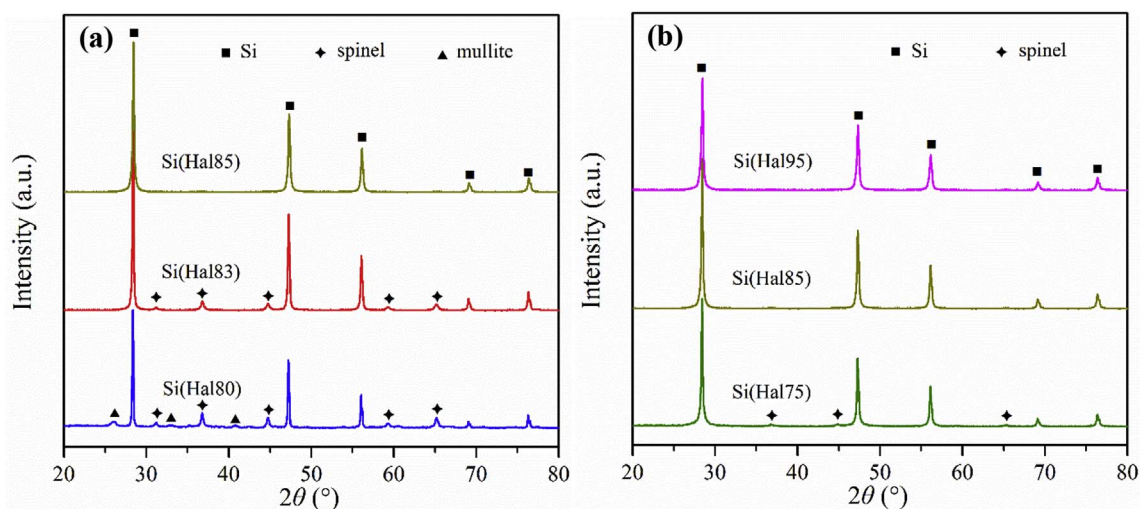 (a)
Si
spinel
mullite
Si(Hal85)
Si(Hal83)
Si(Hal80)
Intensity (a.u.)
20 30 40 50 60 70 80
2θ (°)
(b)
Si
spinel
Si(Hal95)
Si(Hal85)
Si(Hal75)
Intensity (a.u.)
20 30 40 50 60 70 80
2θ (°)